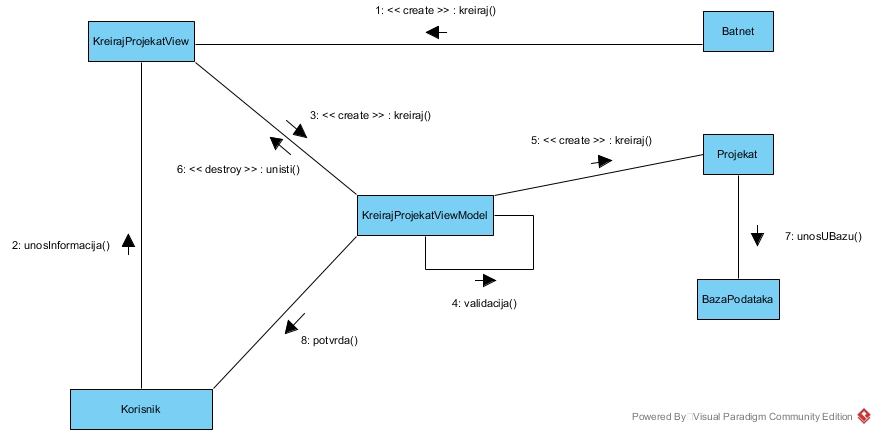 1: << create >> : kreiraj()
KreirajProjekatView
Batnet
3: << create >> : kreiraj()
5: << create >> : kreiraj()
Projekat
6: << destroy >> : unisti()
KreirajProjekatViewModel
2: unosInformacija()
7: unosUBazu()
4: validacija()
BazaPodataka
8: potvrda()
Korisnik
Powered By Visual Paradigm Community Edition